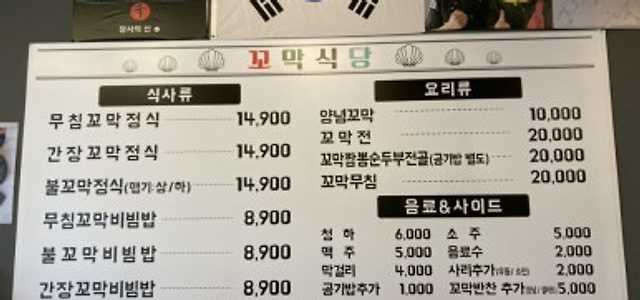 장사의 신
꼬막식당
식사류
무침꼬막정식 14,900
간장꼬막정식 14,900
불꼬막정식(맵기:상/하) 14,900
무침꼬막비빔밥 8,900
불꼬막비빔밥 8,900
간장꼬막비빔밥 8,900
요리류
양념꼬막 10,000
꼬막전 20,000
꼬막짬뽕순두부전골(공기밥 별도) 20,000
꼬막무침 20,000
음료&사이드
청하 6,000 소주 5,000
맥주 5,000 음료수 2,000
막걸리 4,000 사리추가 2,000
공기밥추가 1,000 꼬막반찬 추가 5,000